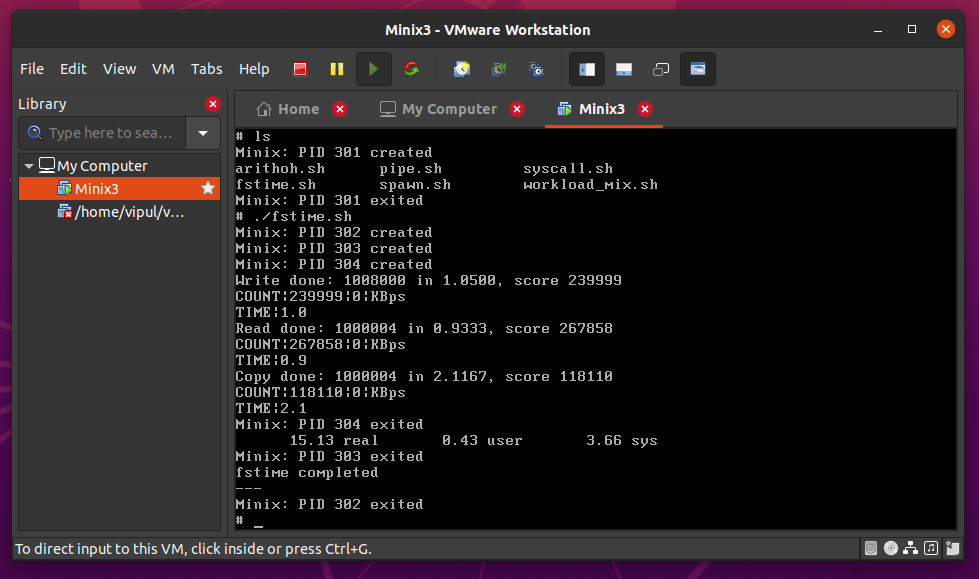 Minix3 - VMware Workstation
File Edit View VM Tabs Help
Library
Type here to sea...
My Computer
Minix3
/home/vipul/v...
Home My Computer Minix3
# ls
Minix: PID 301 created
arithoh.sh pipe.sh syscall.sh
fstime.sh spawn.sh workload_mix.sh
Minix: PID 301 exited
# ./fstime.sh
Minix: PID 302 created
Minix: PID 303 created
Minix: PID 304 created
Write done: 1008000 in 1.0500, score 239999
COUNT|239999|0|KBps
TIME|1.0
Read done: 1000004 in 0.9333, score 267858
COUNT|267858|0|KBps
TIME|0.9
Copy done: 1000004 in 2.1167, score 118110
COUNT|118110|0|KBps
TIME|2.1
Minix: PID 304 exited
15.13 real 0.43 user 3.66 sys
Minix: PID 303 exited
fstime completed
---
Minix: PID 302 exited
# _
To direct input to this VM, click inside or press Ctrl+G.